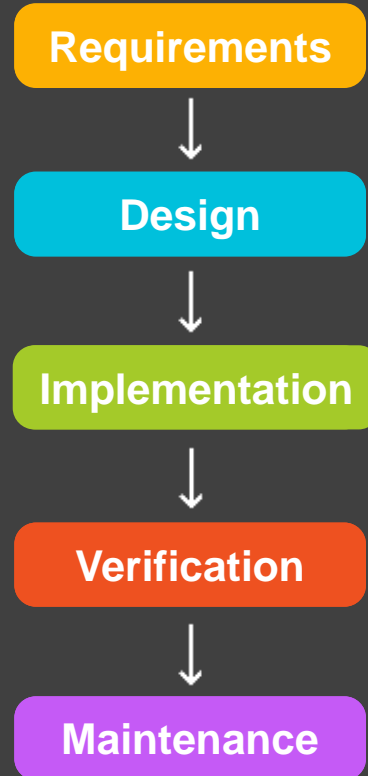 Requirements
Design
Implementation
Verification
Maintenance